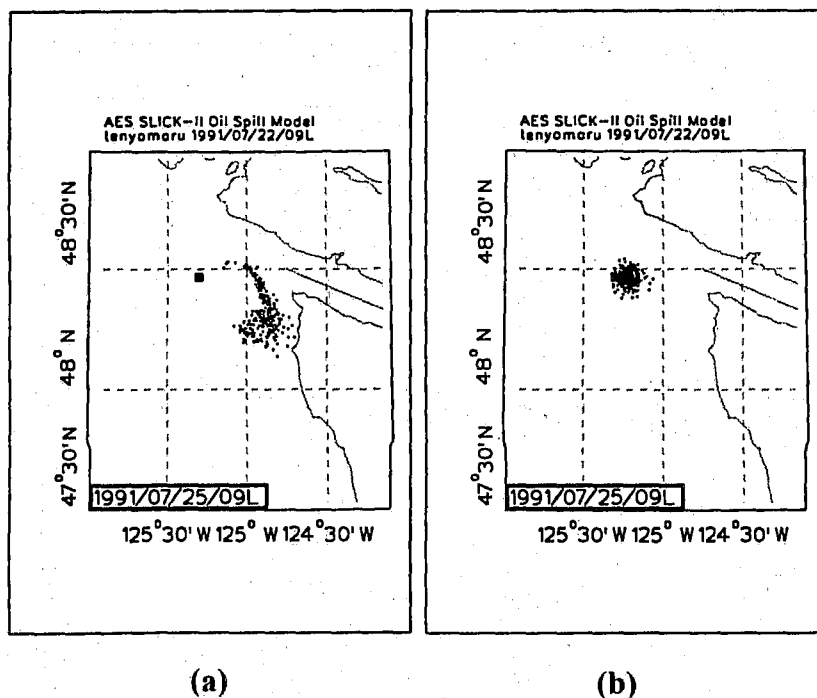 AES SLICK-II Oil Spill Model
tenyomaru 1991/07/22/09L
48°30'N
48°N
47°30'N
1991/07/25/09L
125°30'W 125°W 124°30'W
(a)
AES SLICK-II Oil Spill Model
tenyomaru 1991/07/22/09L
48°30'N
48°N
47°30'N
1991/07/25/09L
125°30'W 125°W 124°30'W
(b)